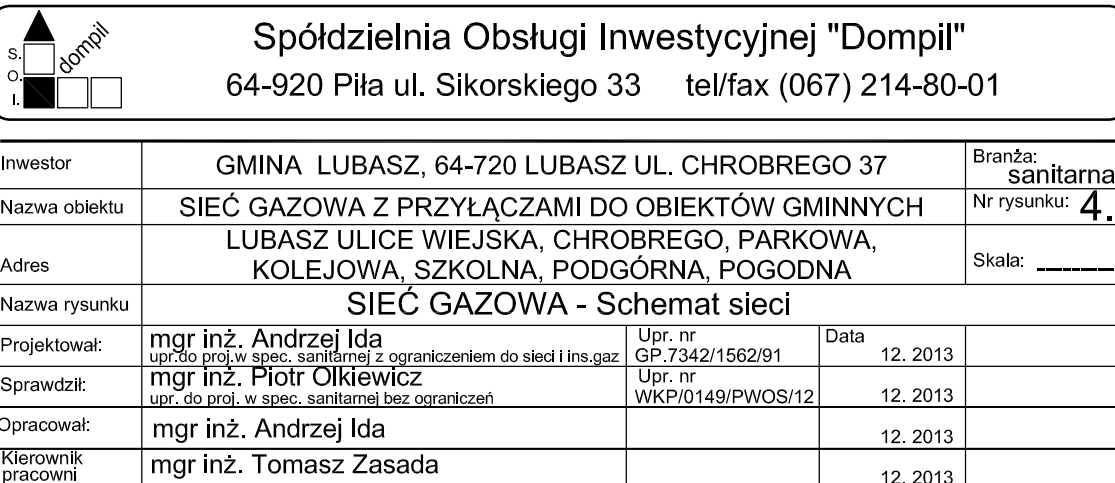 S.
O.
I.
dompil
Spółdzielnia Obsługi Inwestycyjnej "Dompil"
64-920 Piła ul. Sikorskiego 33 tel/fax (067) 214-80-01
Inwestor GMINA LUBASZ, 64-720 LUBASZ UL. CHROBREGO 37 Branża:
sanitarna
Nazwa obiektu SIEĆ GAZOWA Z PRZYŁĄCZAMI DO OBIEKTÓW GMINNYCH Nr rysunku: 4.
LUBASZ ULICE WIEJSKA, CHROBREGO, PARKOWA,
Adres KOLEJOWA, SZKOLNA, PODGÓRNA, POGODNA Skala:
Nazwa rysunku SIEĆ GAZOWA - Schemat sieci
Projektował: mgr inż. Andrzej Ida Upr. nr Data
upr.do proj.w spec. sanitarnej z ograniczeniem do sieci i ins.gaz GP.7342/1562/91 12. 2013
Sprawdził: mgr inż. Piotr Olkiewicz Upr. nr
upr. do proj. w spec. sanitarnej bez ograniczeń WKP/0149/PWOS/12 12. 2013
Opracował: mgr inż. Andrzej Ida 12. 2013
Kierownik
pracowni mgr inż. Tomasz Zasada 12. 2013